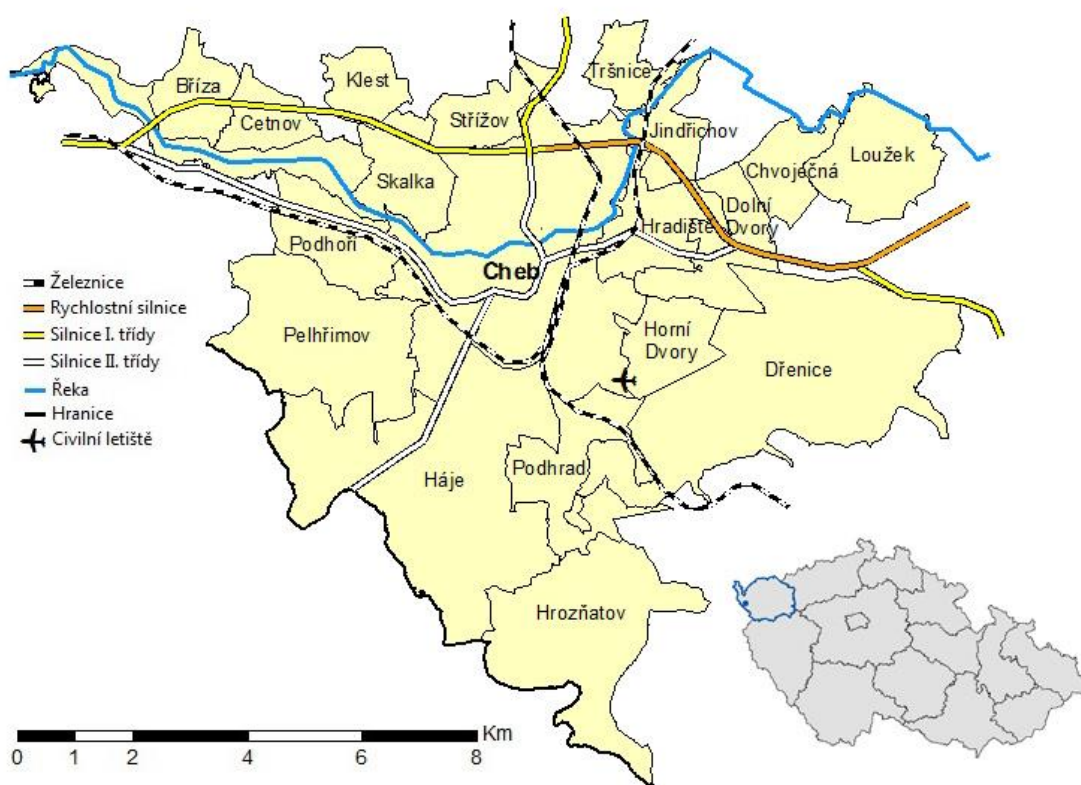 Bříza
Klest
Tršnice
Cetnov
Střížov
Jindřichov
Loužek
Chvoječná
Skalka
Dolní
Dvory
Hradiště
Podhoří
Cheb
Železnice
Rychlostní silnice
Silnice I. třídy
Silnice II. třídy
Řeka
Hranice
Civilní letiště
Pelhřimov
Horní
Dvory
Dřenice
Háje
Podhrad
Hrozňatov
Km
0 1 2 4 6 8